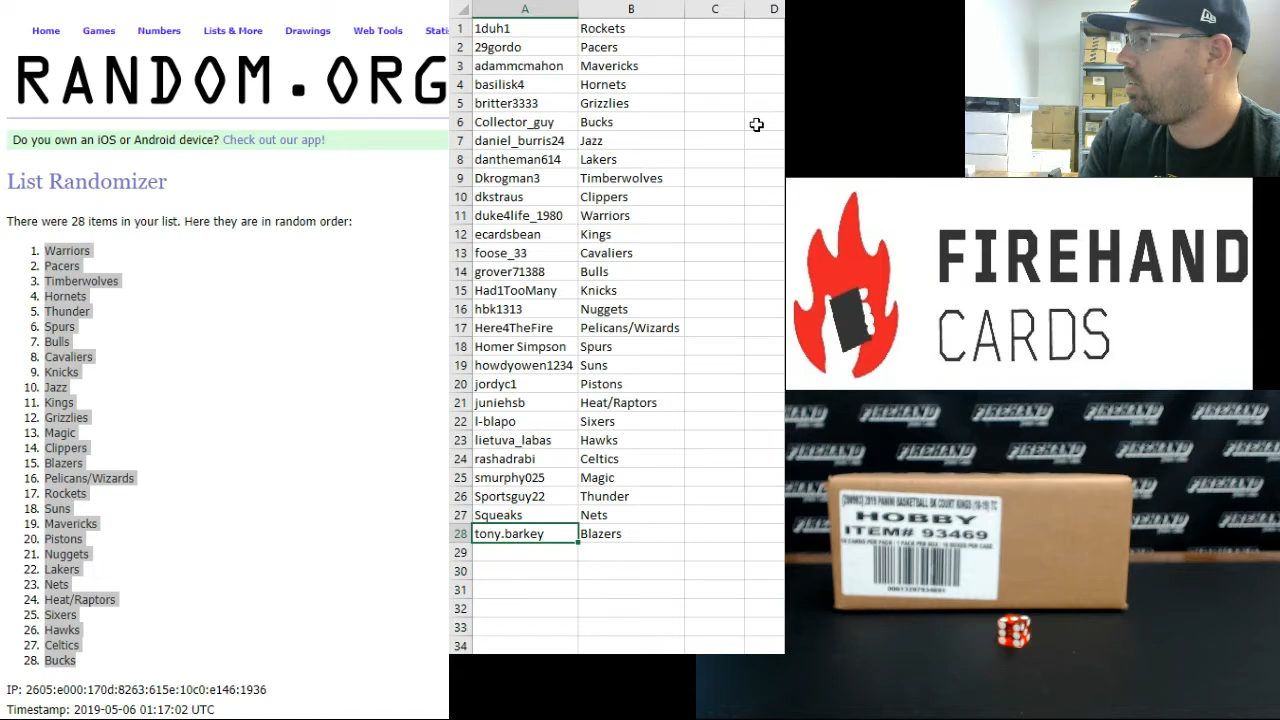 Home Games Numbers Lists & More Drawings Web Tools Stati
RANDOM.ORG
Do you own an iOS or Android device? Check out our app!
List Randomizer
There were 28 items in your list. Here they are in random order:
1. Warriors
2. Pacers
3. Timberwolves
4. Hornets
5. Thunder
6. Spurs
7. Bulls
8. Cavaliers
9. Knicks
10. Jazz
11. Kings
12. Grizzlies
13. Magic
14. Clippers
15. Blazers
16. Pelicans/Wizards
17. Rockets
18. Suns
19. Mavericks
20. Pistons
21. Nuggets
22. Lakers
23. Nets
24. Heat/Raptors
25. Sixers
26. Hawks
27. Celtics
28. Bucks
IP: 2605:e000:170d:8263:615e:10c0:e146:1936
Timestamp: 2019-05-06 01:17:02 UTC
A B C D
1 1duh1 Rockets
2 29gordo Pacers
3 adammcmahon Mavericks
4 basilisk4 Hornets
5 britter3333 Grizzlies
6 Collector_guy Bucks
7 daniel_burris24 Jazz
8 dantheman614 Lakers
9 Dkrogman3 Timberwolves
10 dkstraus Clippers
11 duke4life_1980 Warriors
12 ecardsbean Kings
13 foose_33 Cavaliers
14 grover71388 Bulls
15 Had1TooMany Knicks
16 hbk1313 Nuggets
17 Here4TheFire Pelicans/Wizards
18 Homer Simpson Spurs
19 howdyowen1234 Suns
20 jordyc1 Pistons
21 juniehsb Heat/Raptors
22 l-blapo Sixers
23 lietuva_labas Hawks
24 rashadrabi Celtics
25 smurphy025 Magic
26 Sportsguy22 Thunder
27 Squeaks Nets
28 tony.barkey Blazers
29
30
31
32
33
34
FIREHAND
CARDS
FIREHAND FIREHAND FIREHAND
HOBBY
ITEM# 93469